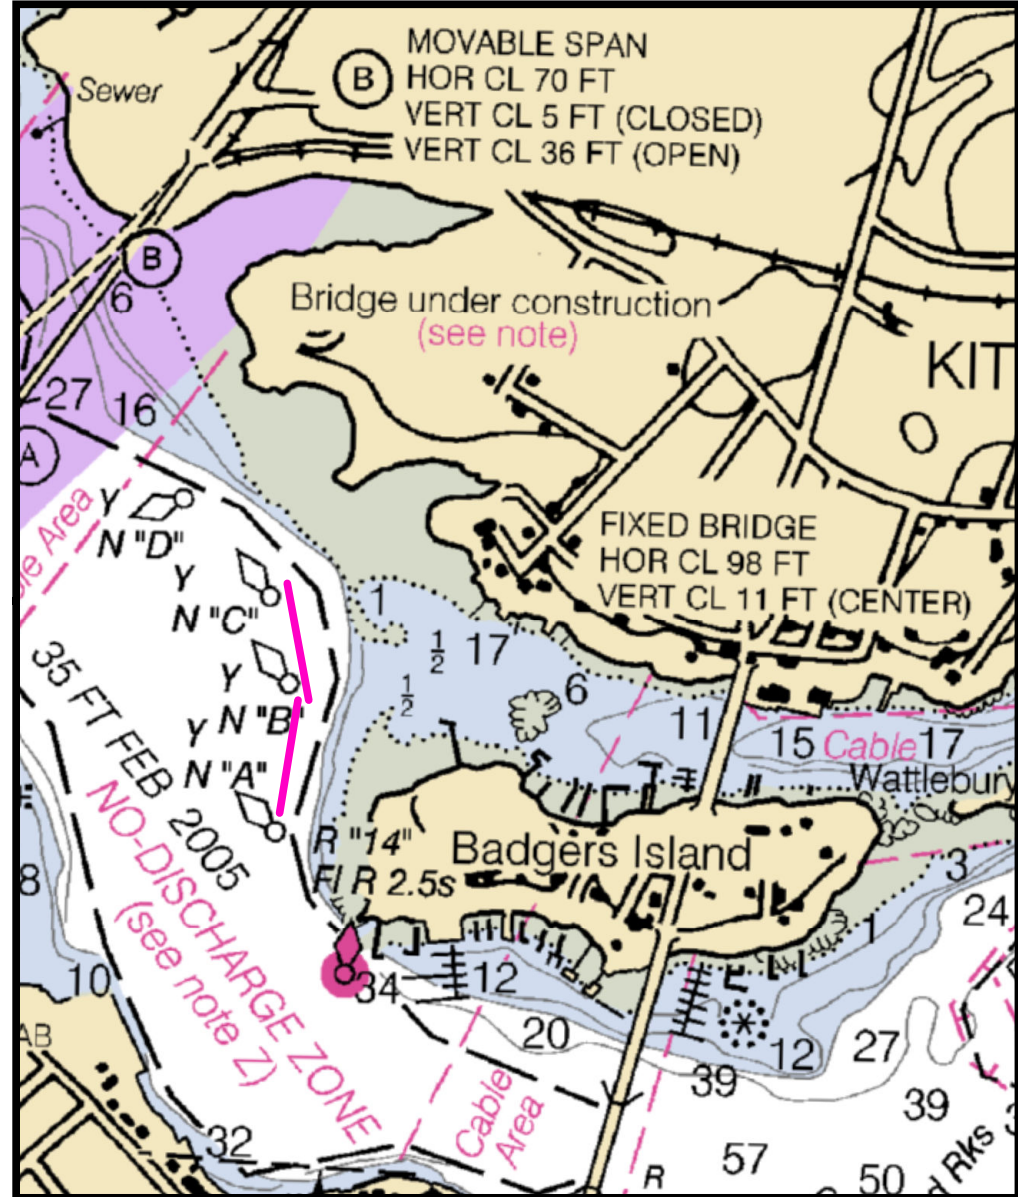 MOVABLE SPAN
B HOR CL 70 FT
VERT CL 5 FT (CLOSED)
VERT CL 36 FT (OPEN)
Sewer
B
6
Bridge under construction
(see note)
KIT
27 16
A
Y
N "D"
Area
FIXED BRIDGE
HOR CL 98 FT
VERT CL 11 FT (CENTER)
Y
N "C"
1
½ 17
6
½
Y
N "B"
11
15 Cable 17
Wattlebury
Y
N "A"
35 FT FEB 2005
NO-DISCHARGE ZONE
(see note Z)
R "14"
Fl R 2.5s
Badgers Island
8
3
24
1
10
34
12
20
12
27
39
39
AB
Cable
Area
32
57
50
R
Rks